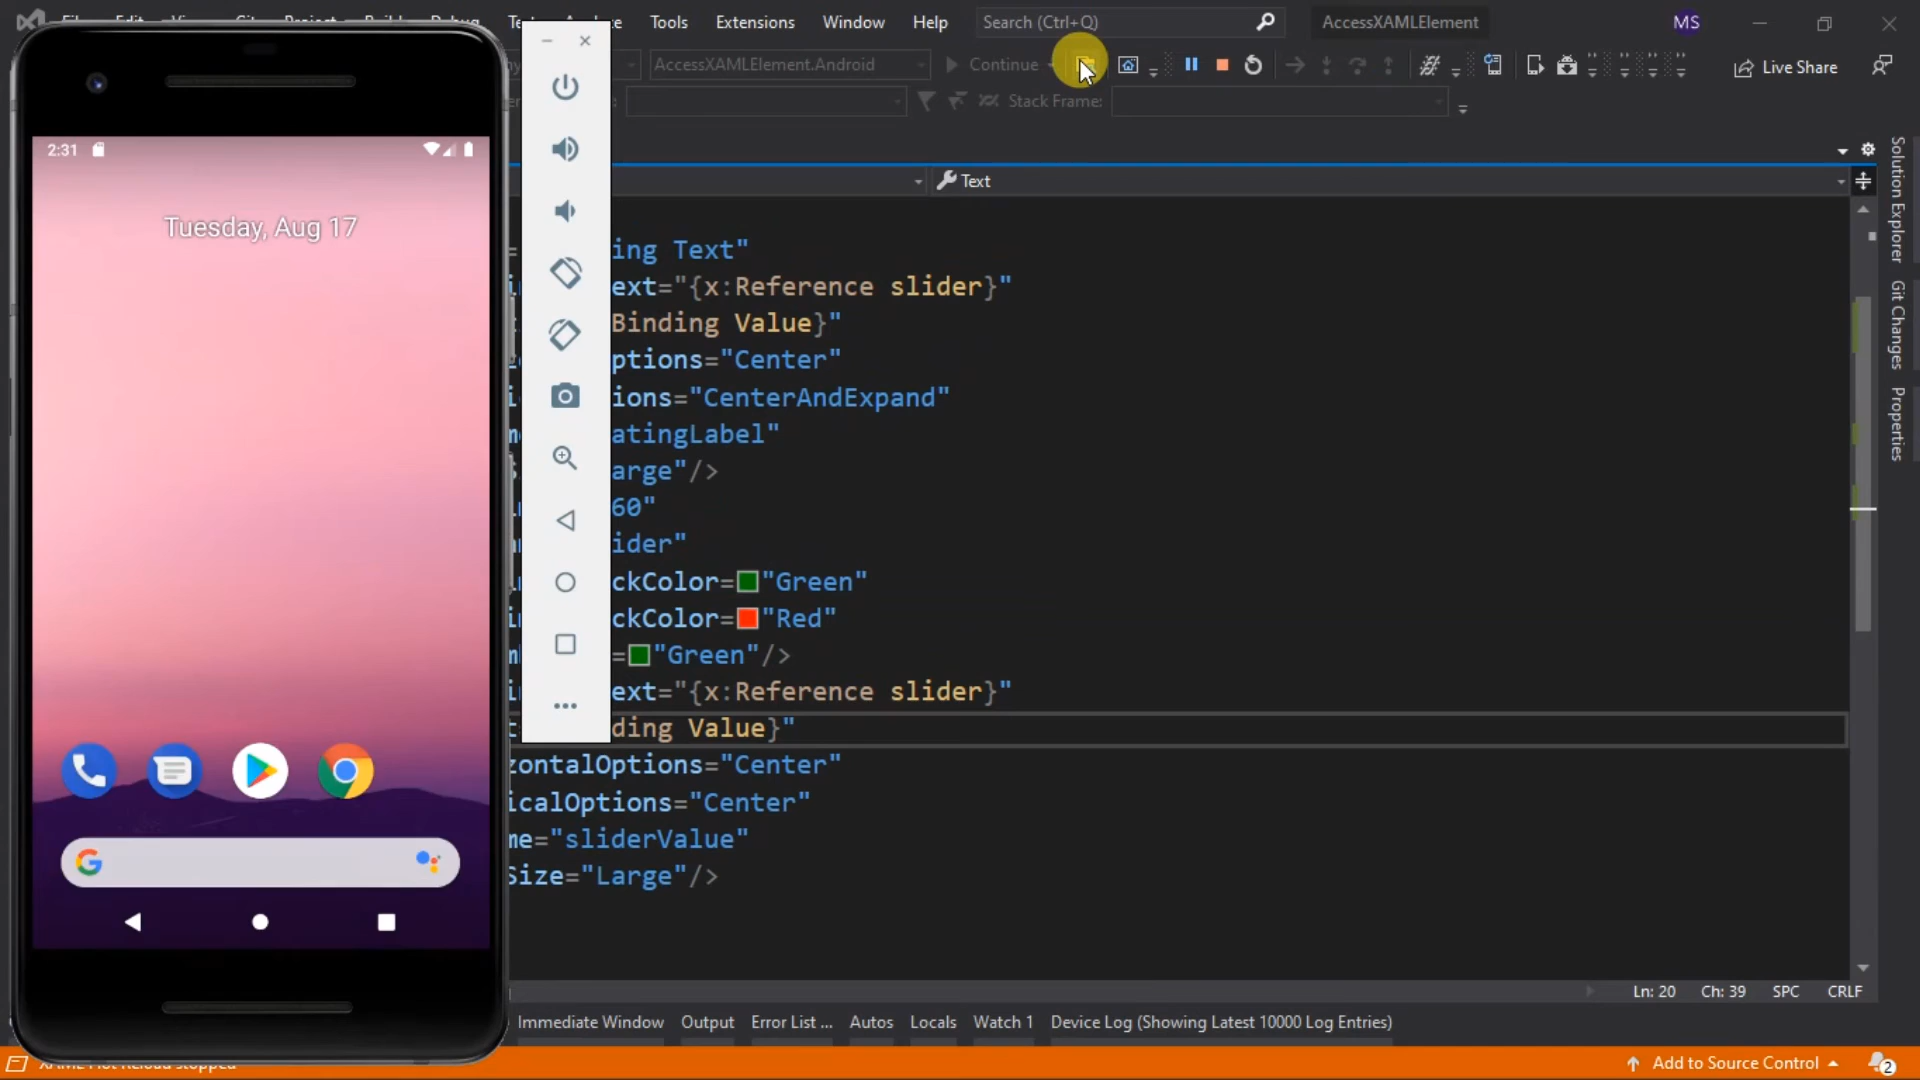 Tools Extensions Window Help Search (Ctrl+Q) AccessXAMLElement MS
AccessXAMLElement.Android Continue Live Share
Stack Frame:
2:31
Tuesday, Aug 17
Text
ing Text"
ext="{x:Reference slider}"
Binding Value}"
ptions="Center"
ions="CenterAndExpand"
atingLabel"
arge"/>
60"
ider"
ckColor="Green"
ckColor="Red"
="Green"/>
ext="{x:Reference slider}"
ding Value}"
zontalOptions="Center"
icalOptions="Center"
me="sliderValue"
Size="Large"/>
Solution Explorer
Git Changes
Properties
Ln: 20 Ch: 39 SPC CRLF
Immediate Window Output Error List ... Autos Locals Watch 1 Device Log (Showing Latest 10000 Log Entries)
Add to Source Control 2